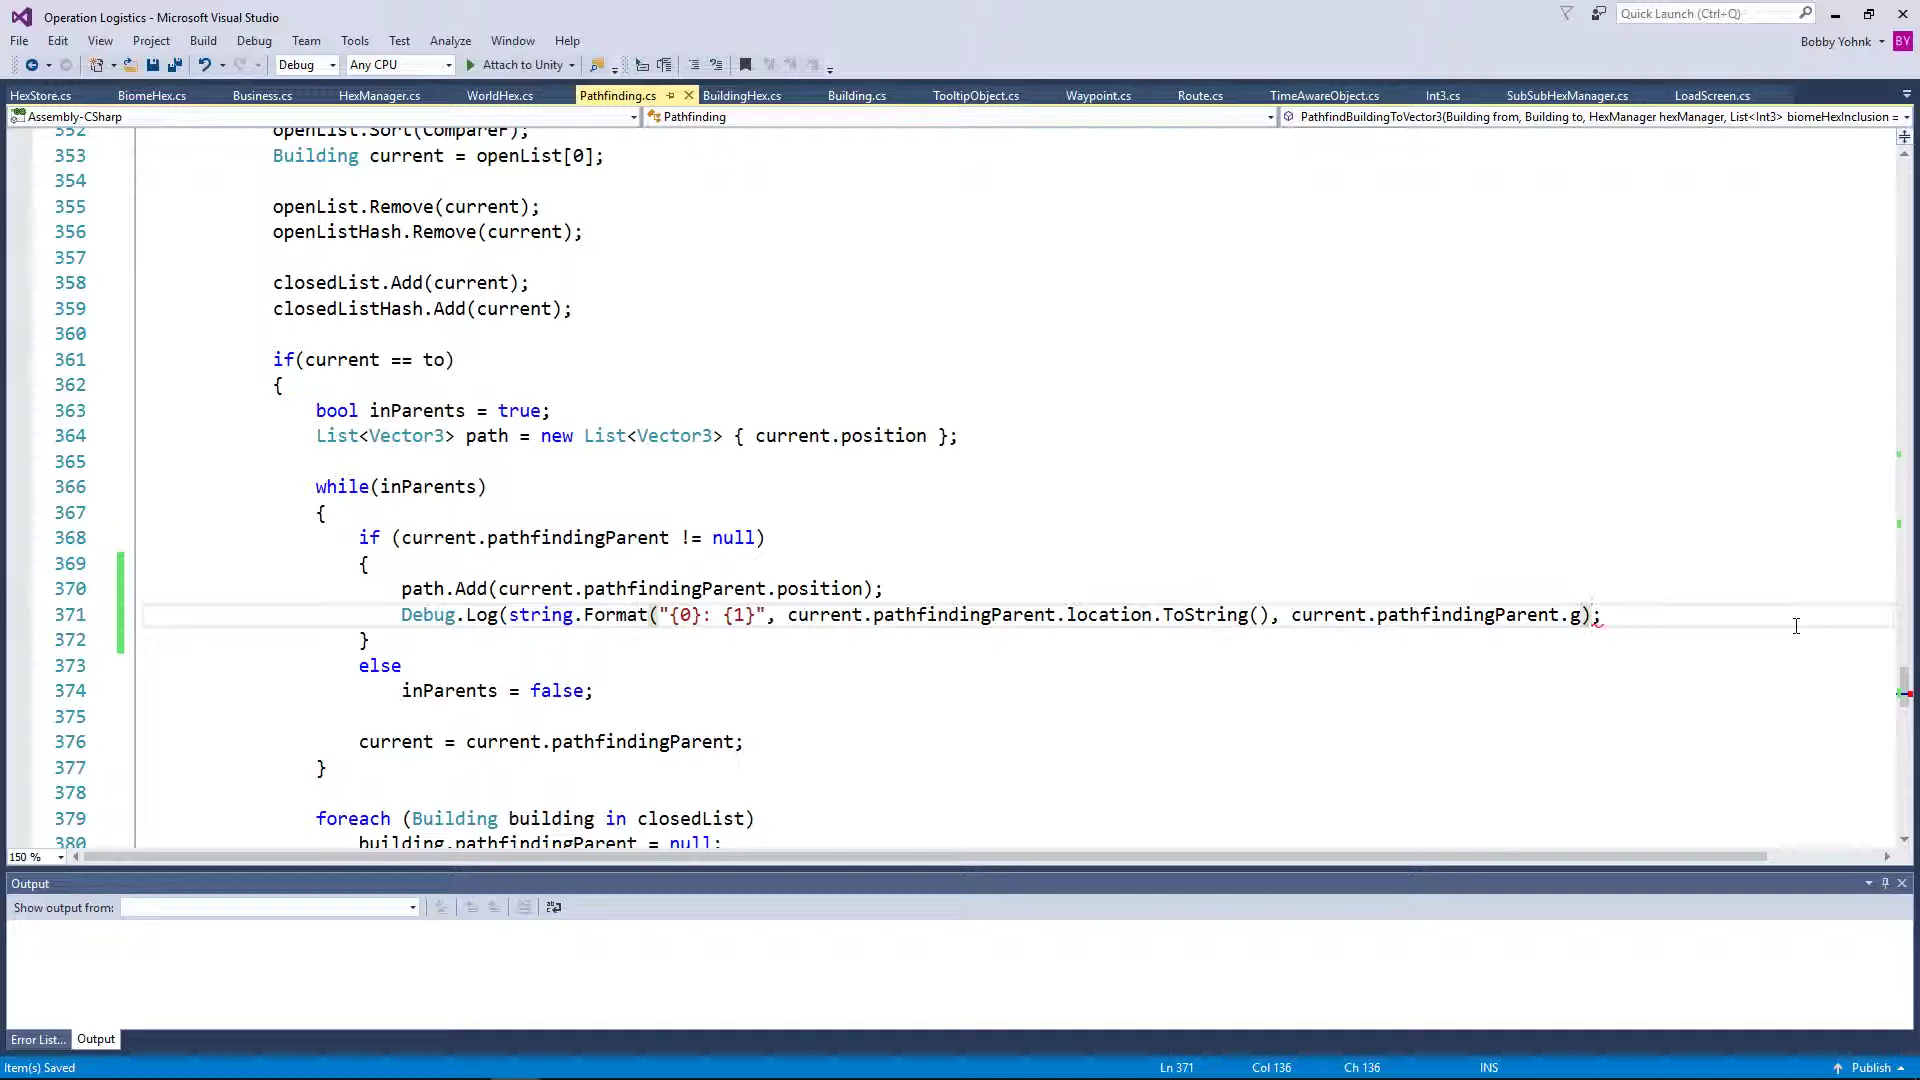 Operation Logistics - Microsoft Visual Studio
Quick Launch (Ctrl+Q)
File Edit View Project Build Debug Team Tools Test Analyze Window Help
Bobby Yohnk BY
Debug Any CPU Attach to Unity
HexStore.cs BiomeHex.cs Business.cs HexManager.cs WorldHex.cs Pathfinding.cs BuildingHex.cs Building.cs TooltipObject.cs Waypoint.cs Route.cs TimeAwareObject.cs Int3.cs SubSubHexManager.cs LoadScreen.cs
Assembly-CSharp Pathfinding PathfindBuildingToVector3(Building from, Building to, HexManager hexManager, List<Int3> biomeHexInclusion =
352 openList.Sort(CompareF);
353 Building current = openList[0];
354
355 openList.Remove(current);
356 openListHash.Remove(current);
357
358 closedList.Add(current);
359 closedListHash.Add(current);
360
361 if(current == to)
362 {
363 bool inParents = true;
364 List<Vector3> path = new List<Vector3> { current.position };
365
366 while(inParents)
367 {
368 if (current.pathfindingParent != null)
369 {
370 path.Add(current.pathfindingParent.position);
371 Debug.Log(string.Format("{0}: {1}", current.pathfindingParent.location.ToString(), current.pathfindingParent.g);
372 }
373 else
374 inParents = false;
375
376 current = current.pathfindingParent;
377 }
378
379 foreach (Building building in closedList)
380 building.pathfindingParent = null;
150 %
Output
Show output from:
Error List... Output
Item(s) Saved Ln 371 Col 136 Ch 136 INS Publish